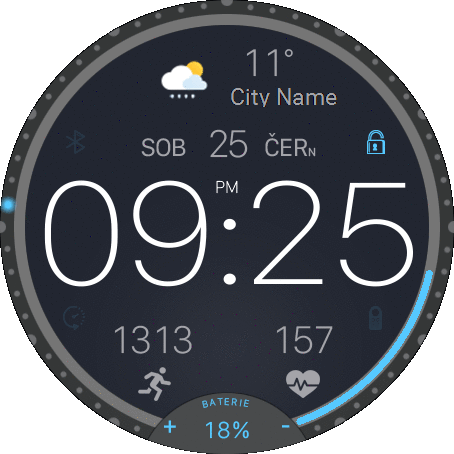 11°
City Name
SOB 25 ČERN
PM
09:25
1313 157
BATERIE
+ 18% -